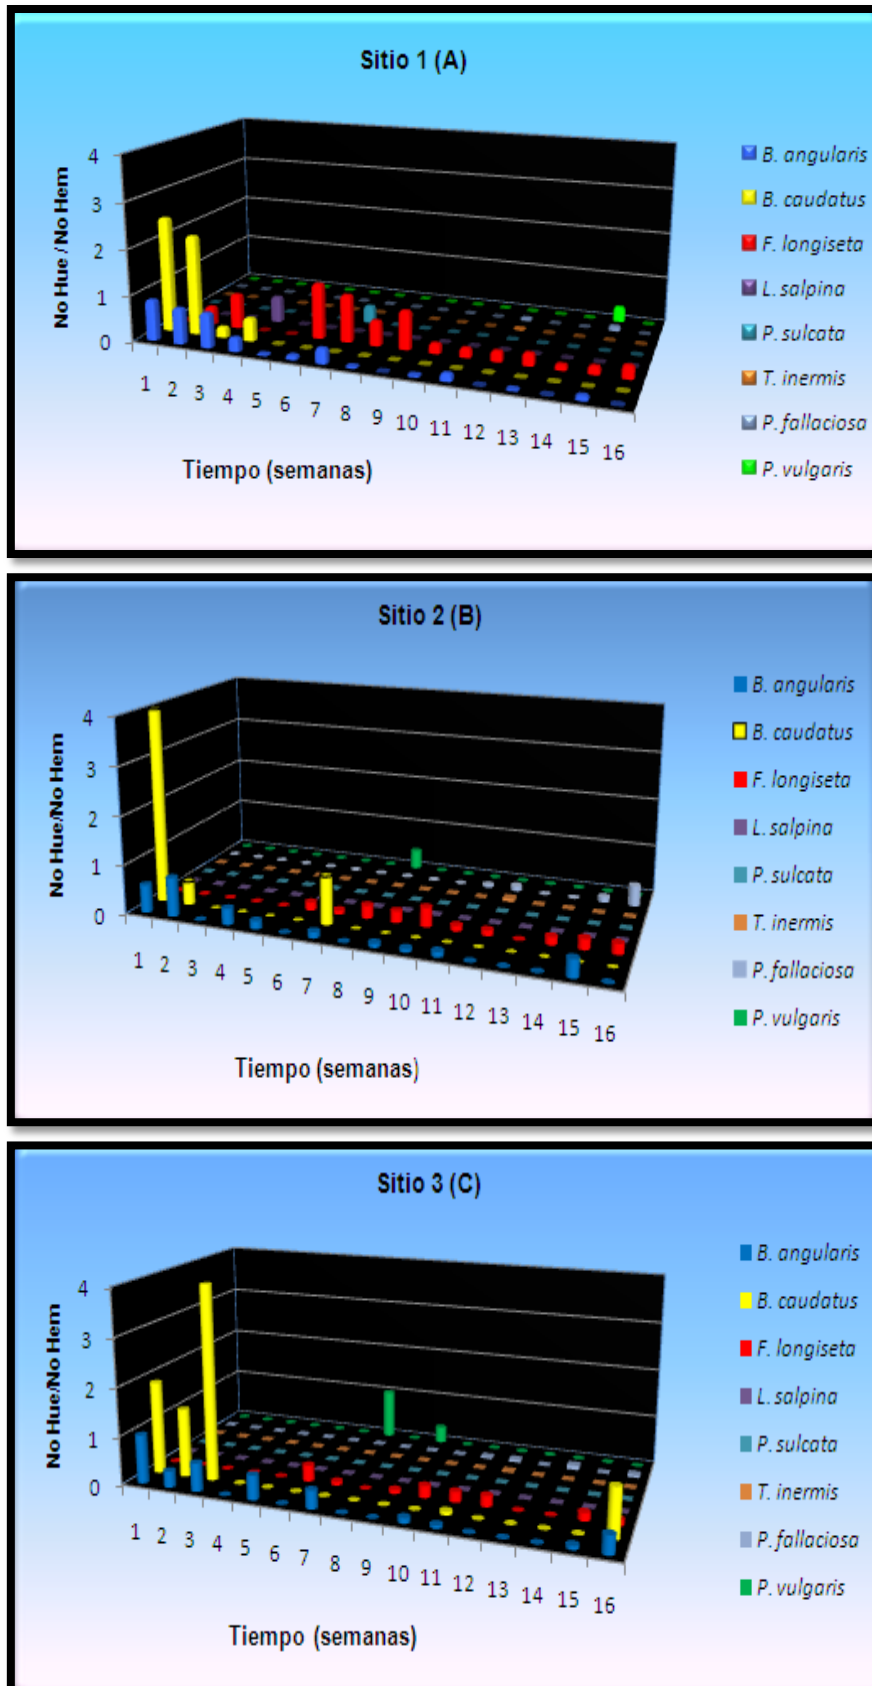 Sitio 1 (A)
No Hue / No Hem
4
3
2
1
0
1 2 3 4 5 6 7 8 9 10 11 12 13 14 15 16
Tiempo (semanas)
B. angularis
B. caudatus
F. longiseta
L. salpina
P. sulcata
T. inermis
P. fallaciosa
P. vulgaris
Sitio 2 (B)
No Hue/No Hem
4
3
2
1
0
1 2 3 4 5 6 7 8 9 10 11 12 13 14 15 16
Tiempo (semanas)
B. angularis
B. caudatus
F. longiseta
L. salpina
P. sulcata
T. inermis
P. fallaciosa
P. vulgaris
Sitio 3 (C)
No Hue/No Hem
4
3
2
1
0
1 2 3 4 5 6 7 8 9 10 11 12 13 14 15 16
Tiempo (semanas)
B. angularis
B. caudatus
F. longiseta
L. salpina
P. sulcata
T. inermis
P. fallaciosa
P. vulgaris